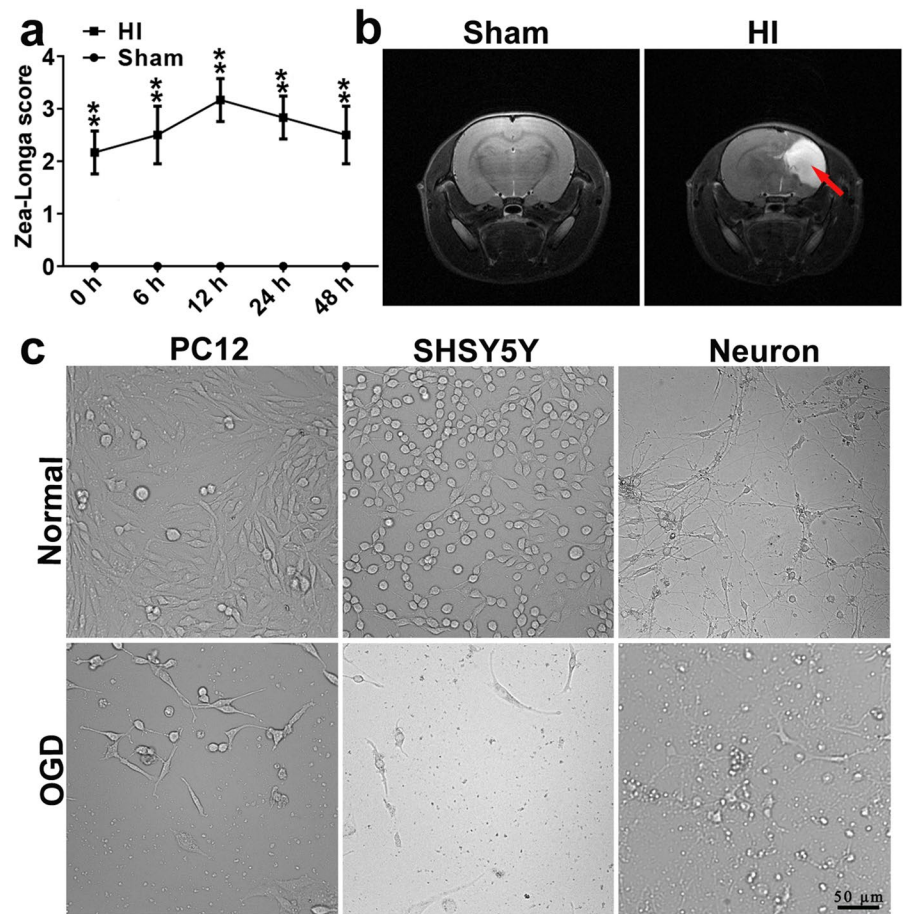 a
HI
Sham
Zea-Longa score
4
3
2
1
0
**
**
**
**
**
0 h
6 h
12 h
24 h
48 h
b
Sham
HI
c
PC12
SHSY5Y
Neuron
Normal
OGD
50 μm